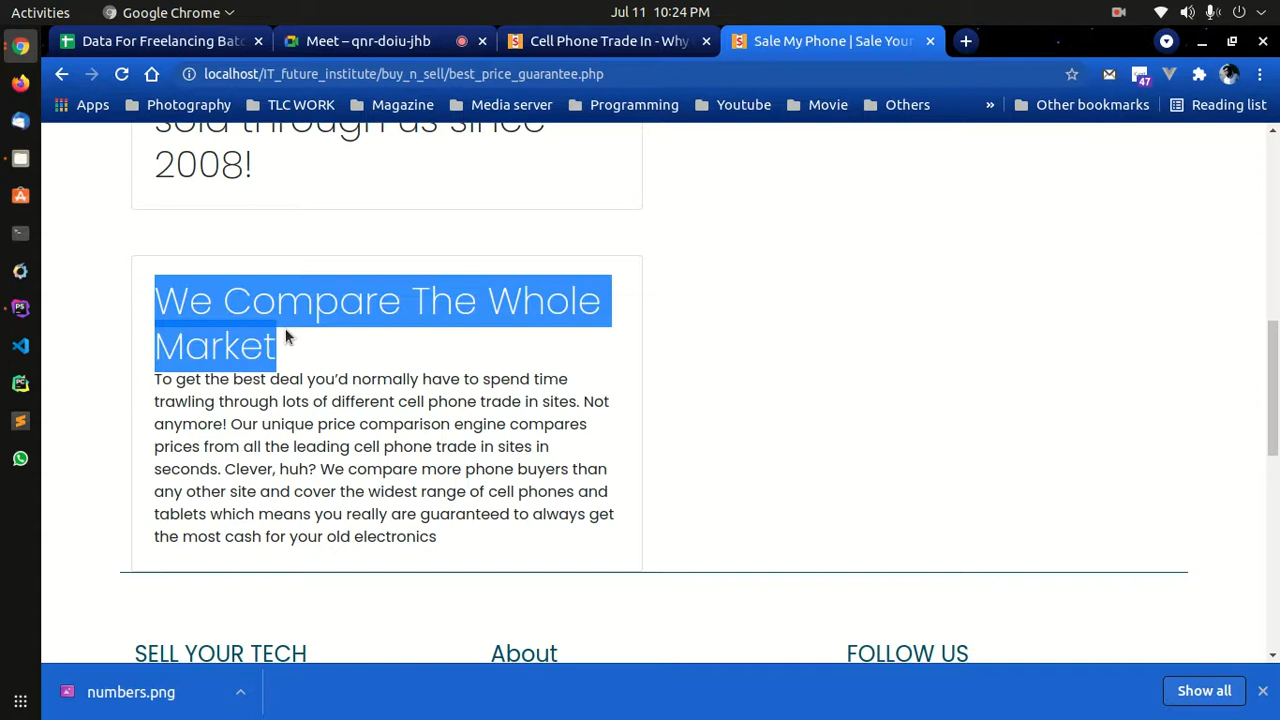 Activities
Google Chrome
Jul 11 10:24 PM
Data For Freelancing Batc
Meet – qnr-doiu-jhb
Cell Phone Trade In - Why
Sale My Phone | Sale Your
localhost/IT_future_institute/buy_n_sell/best_price_guarantee.php
47
Apps
Photography
TLC WORK
Magazine
Media server
Programming
Youtube
Movie
Others
»
Other bookmarks
Reading list
sold through us since
2008!
We Compare The Whole
Market
To get the best deal you’d normally have to spend time
trawling through lots of different cell phone trade in sites. Not
anymore! Our unique price comparison engine compares
prices from all the leading cell phone trade in sites in
seconds. Clever, huh? We compare more phone buyers than
any other site and cover the widest range of cell phones and
tablets which means you really are guaranteed to always get
the most cash for your old electronics
SELL YOUR TECH
About
FOLLOW US
numbers.png
Show all